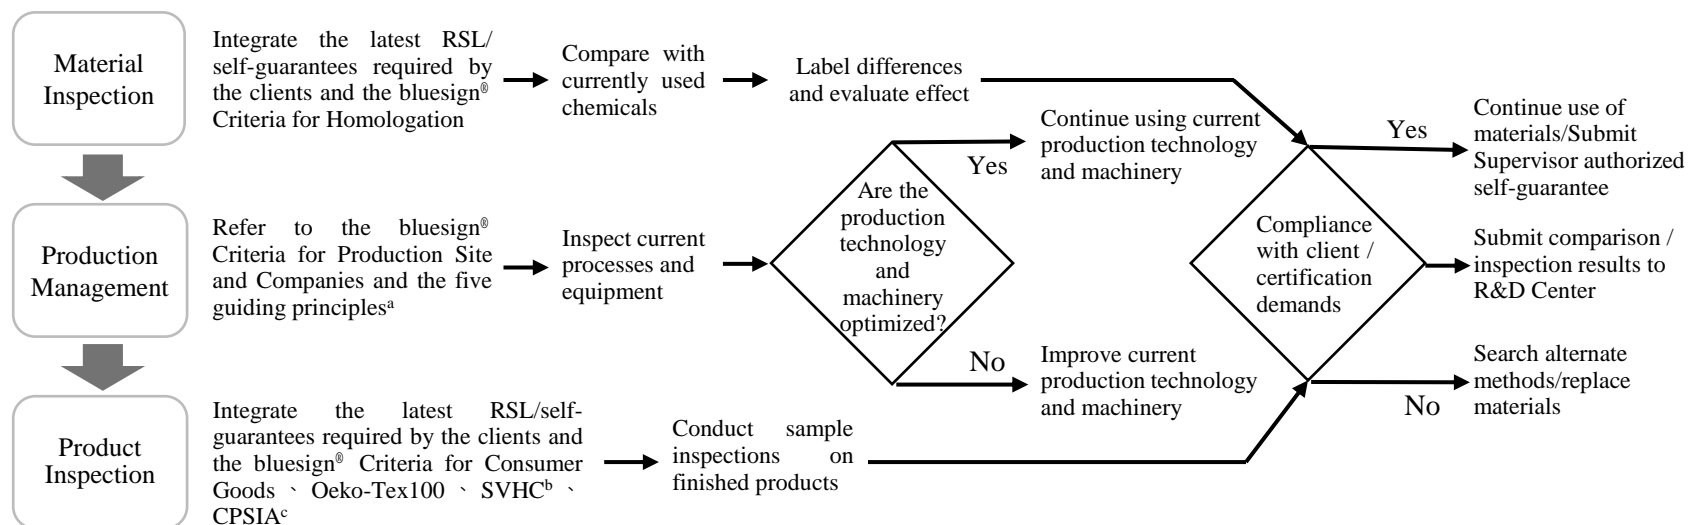 Material
Inspection
Integrate the latest RSL/
self-guarantees required by
the clients and the bluesign®
Criteria for Homologation
Compare with
currently used
chemicals
Label differences
and evaluate effect
Production
Management
Refer to the bluesign®
Criteria for Production Site
and Companies and the five
guiding principlesᵃ
Inspect current
processes and
equipment
Are the
production
technology
and
machinery
optimized?
Yes
Continue using current
production technology
and machinery
No
Improve current
production technology
and machinery
Product
Inspection
Integrate the latest RSL/self-
guarantees required by the clients and
the bluesign® Criteria for Consumer
Goods 、 Oeko-Tex100 、 SVHCᵇ 、
CPSIAᶜ
Conduct sample
inspections on
finished products
Compliance
with client /
certification
demands
Yes
Continue use of
materials/Submit
Supervisor authorized
self-guarantee
Submit comparison /
inspection results to
R&D Center
No
Search alternate
methods/replace
materials